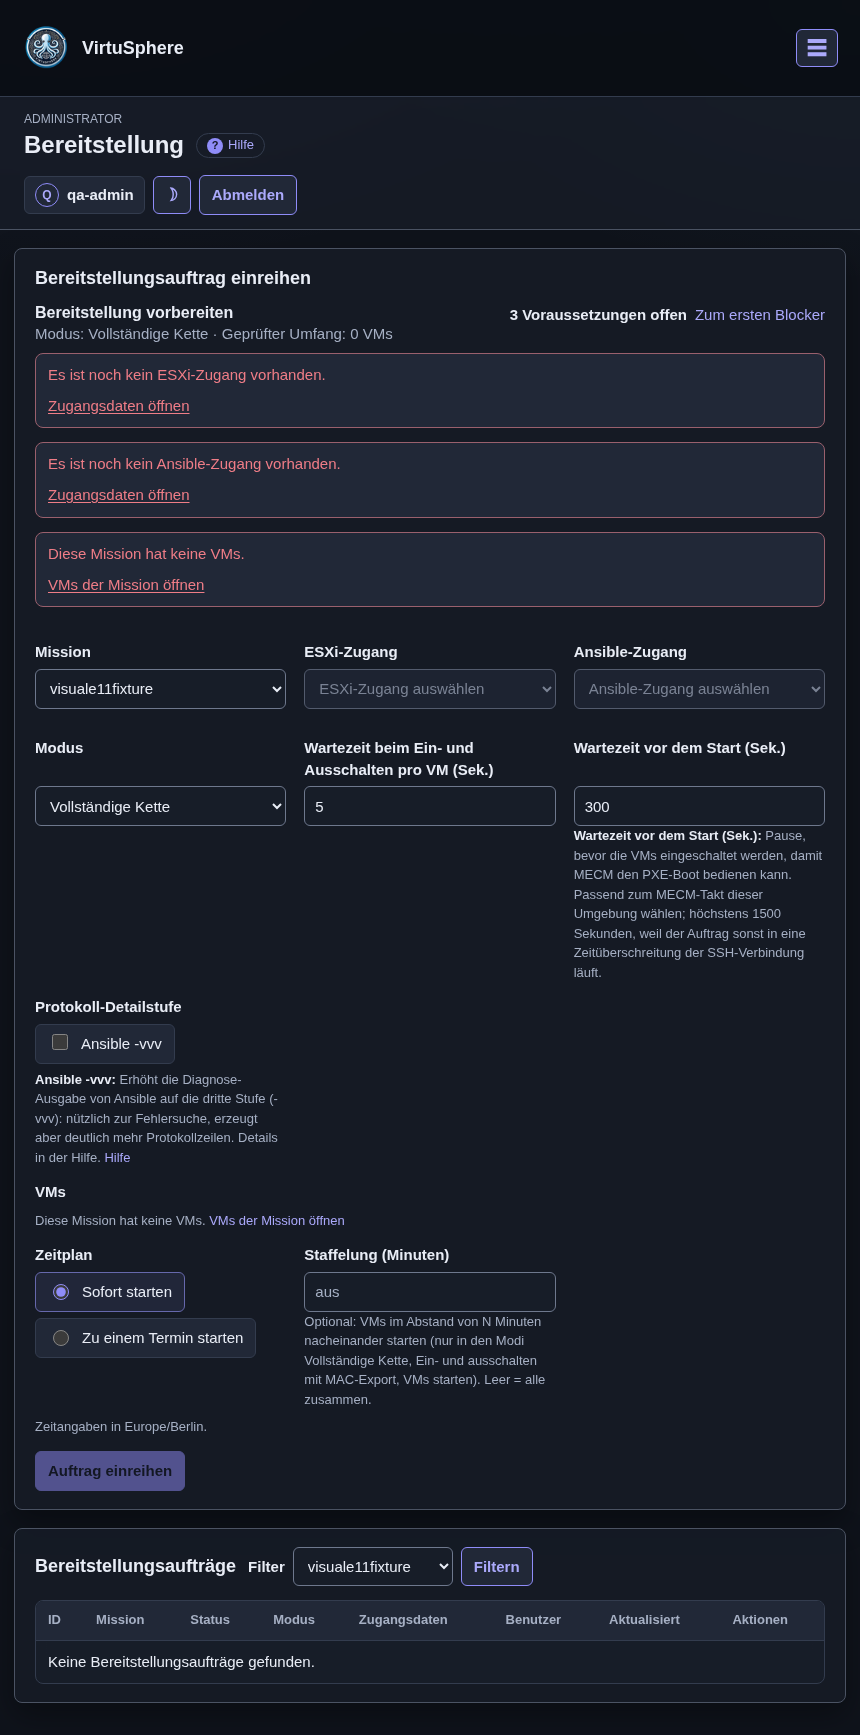 VirtuSphere
ADMINISTRATOR
Bereitstellung
? Hilfe
Q qa-admin
Abmelden
Bereitstellungsauftrag einreihen
Bereitstellung vorbereiten
Modus: Vollständige Kette · Geprüfter Umfang: 0 VMs
3 Voraussetzungen offen Zum ersten Blocker
Es ist noch kein ESXi-Zugang vorhanden.
Zugangsdaten öffnen
Es ist noch kein Ansible-Zugang vorhanden.
Zugangsdaten öffnen
Diese Mission hat keine VMs.
VMs der Mission öffnen
Mission
visuale11fixture
ESXi-Zugang
ESXi-Zugang auswählen
Ansible-Zugang
Ansible-Zugang auswählen
Modus
Vollständige Kette
Wartezeit beim Ein- und
Ausschalten pro VM (Sek.)
5
Wartezeit vor dem Start (Sek.)
300
Wartezeit vor dem Start (Sek.): Pause,
bevor die VMs eingeschaltet werden, damit
MECM den PXE-Boot bedienen kann.
Passend zum MECM-Takt dieser
Umgebung wählen; höchstens 1500
Sekunden, weil der Auftrag sonst in eine
Zeitüberschreitung der SSH-Verbindung
läuft.
Protokoll-Detailstufe
Ansible -vvv
Ansible -vvv: Erhöht die Diagnose-
Ausgabe von Ansible auf die dritte Stufe (-
vvv): nützlich zur Fehlersuche, erzeugt
aber deutlich mehr Protokollzeilen. Details
in der Hilfe. Hilfe
VMs
Diese Mission hat keine VMs. VMs der Mission öffnen
Zeitplan
Sofort starten
Zu einem Termin starten
Staffelung (Minuten)
aus
Optional: VMs im Abstand von N Minuten
nacheinander starten (nur in den Modi
Vollständige Kette, Ein- und ausschalten
mit MAC-Export, VMs starten). Leer = alle
zusammen.
Zeitangaben in Europe/Berlin.
Auftrag einreihen
Bereitstellungsaufträge Filter visuale11fixture Filtern
ID Mission Status Modus Zugangsdaten Benutzer Aktualisiert Aktionen
Keine Bereitstellungsaufträge gefunden.